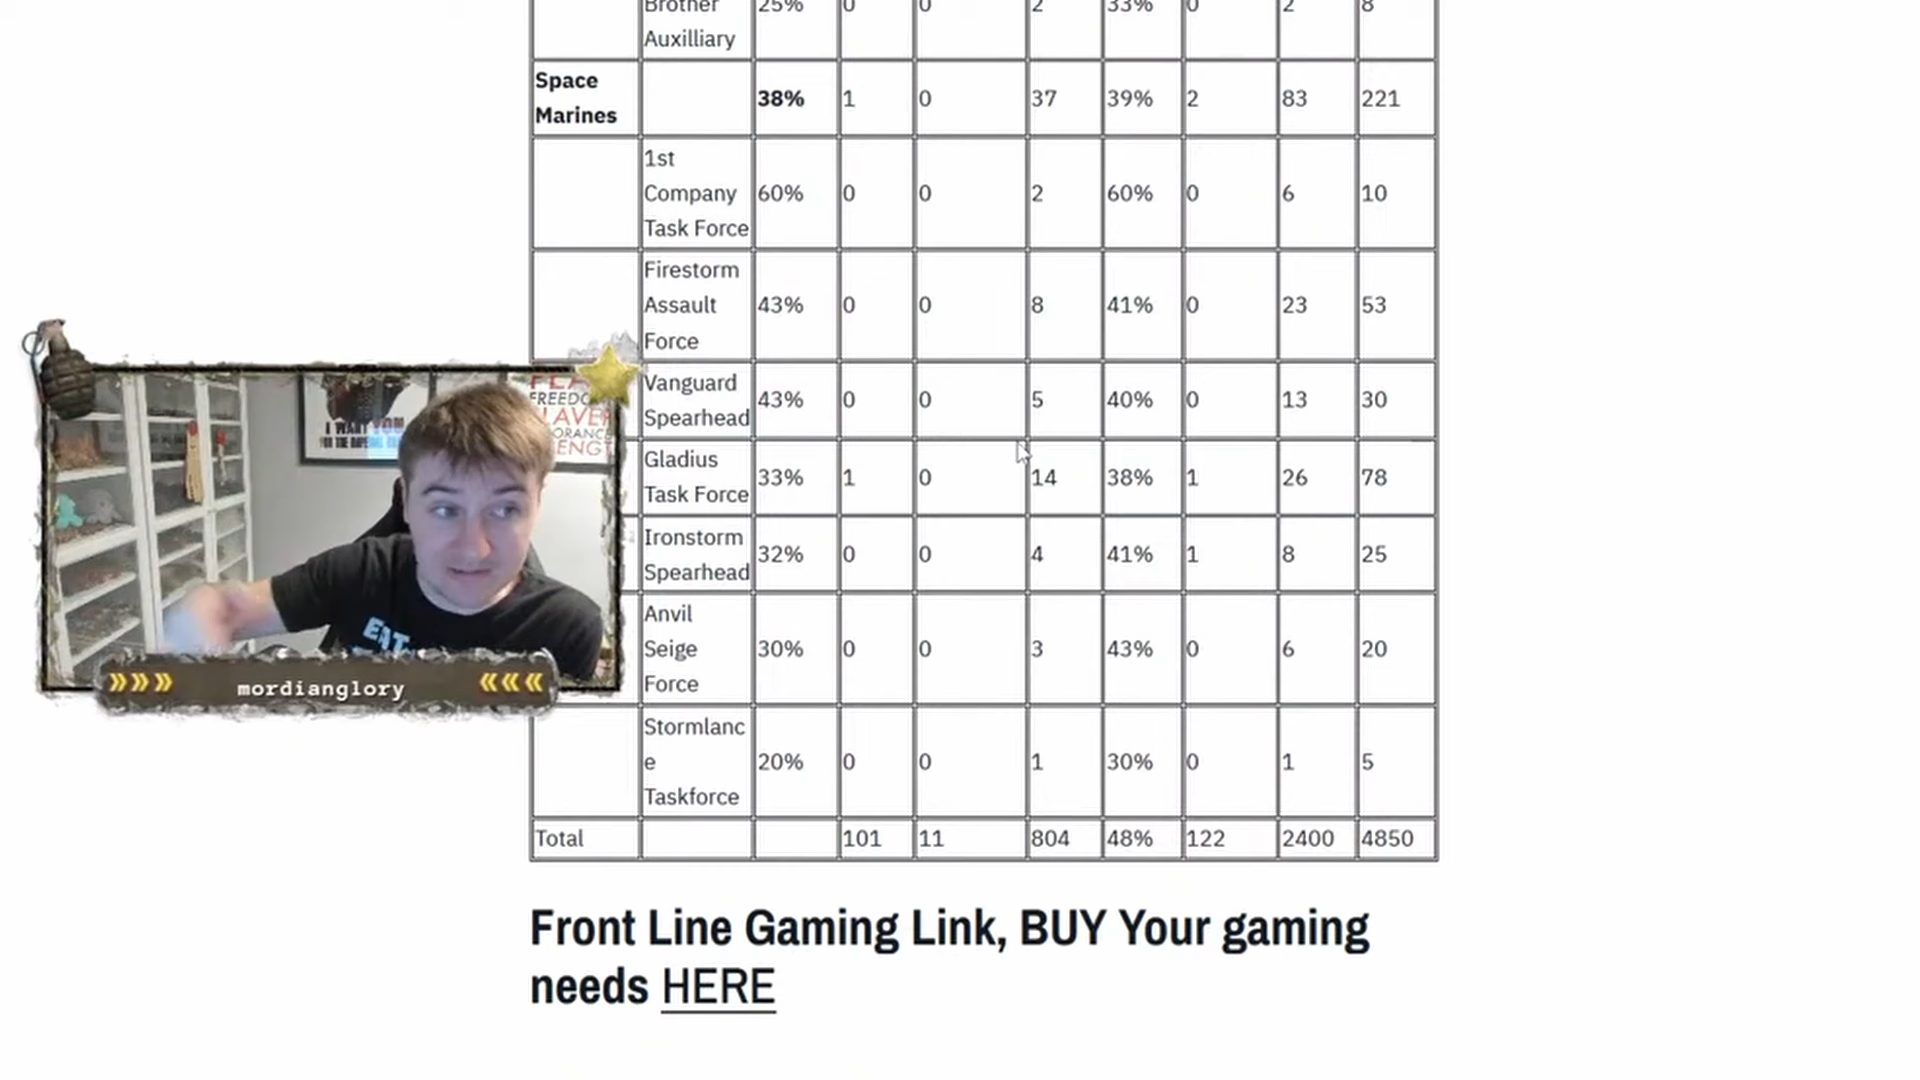 Brother
Auxilliary
25% 0 0 2 33% 0 2 8
Space
Marines
38% 1 0 37 39% 2 83 221
1st
Company
Task Force
60% 0 0 2 60% 0 6 10
Firestorm
Assault
Force
43% 0 0 8 41% 0 23 53
Vanguard
Spearhead
43% 0 0 5 40% 0 13 30
Gladius
Task Force
33% 1 0 14 38% 1 26 78
Ironstorm
Spearhead
32% 0 0 4 41% 1 8 25
Anvil
Seige
Force
30% 0 0 3 43% 0 6 20
Stormlanc
e
Taskforce
20% 0 0 1 30% 0 1 5
Total 101 11 804 48% 122 2400 4850
I WANT YOU
EAT
mordianglory
Front Line Gaming Link, BUY Your gaming
needs HERE